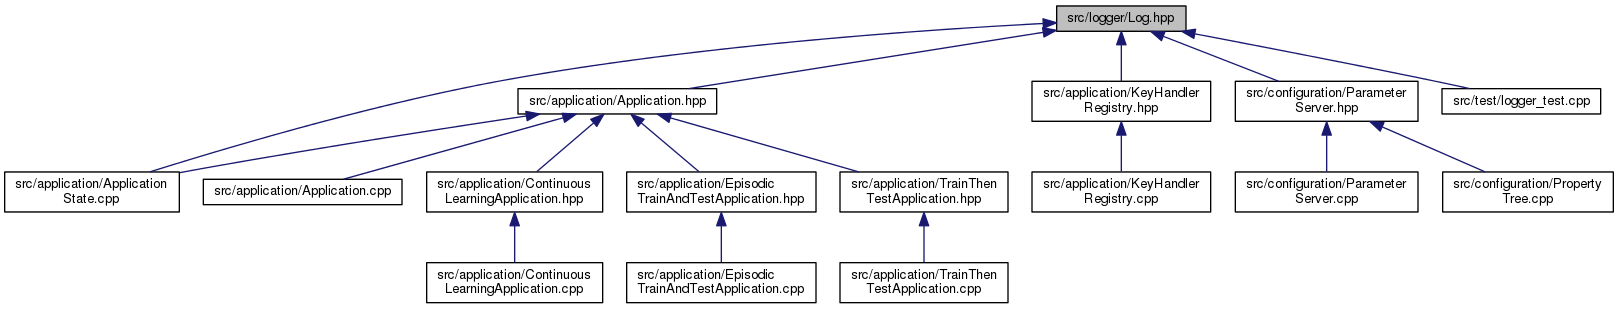 src/logger/Log.hpp
src/application/Application.hpp
src/application/KeyHandler
Registry.hpp
src/configuration/Parameter
Server.hpp
src/test/logger_test.cpp
src/application/Application
State.cpp
src/application/Application.cpp
src/application/Continuous
LearningApplication.hpp
src/application/Episodic
TrainAndTestApplication.hpp
src/application/TrainThen
TestApplication.hpp
src/application/KeyHandler
Registry.cpp
src/configuration/Parameter
Server.cpp
src/configuration/Property
Tree.cpp
src/application/Continuous
LearningApplication.cpp
src/application/Episodic
TrainAndTestApplication.cpp
src/application/TrainThen
TestApplication.cpp